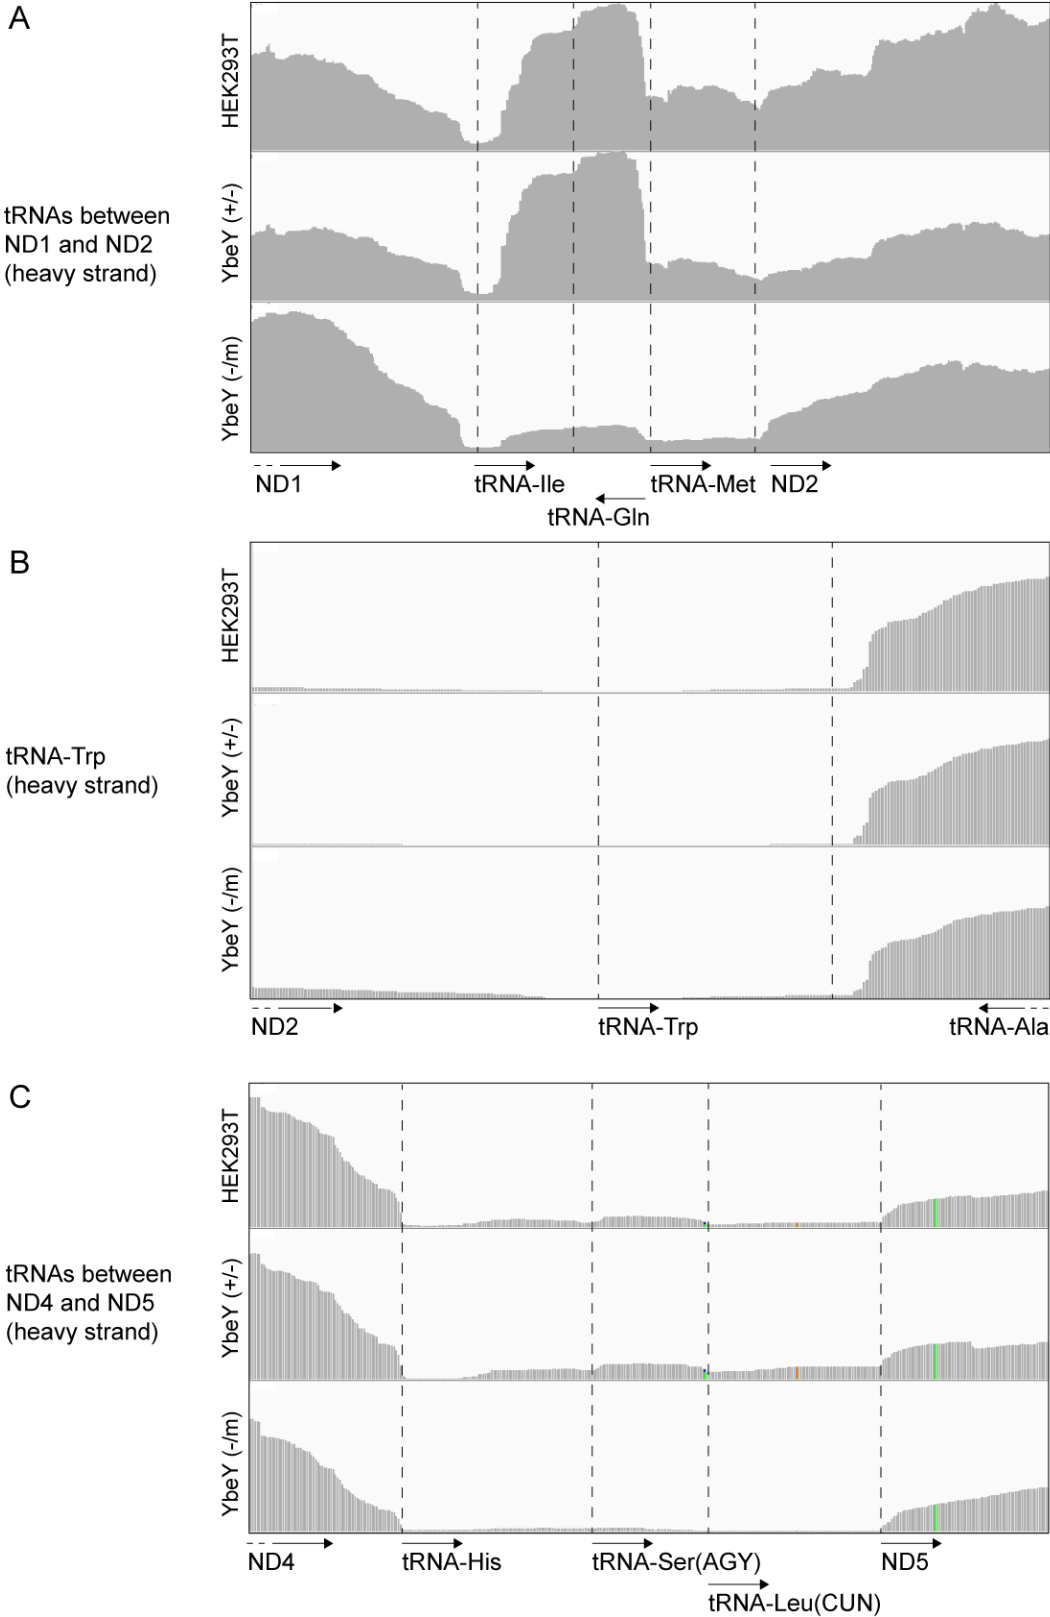 A
HEK293T
YbeY (+/-)
YbeY (-/m)
tRNAs between
ND1 and ND2
(heavy strand)
ND1
tRNA-Ile
tRNA-Met
ND2
tRNA-Gln
B
HEK293T
YbeY (+/-)
YbeY (-/m)
tRNA-Trp
(heavy strand)
ND2
tRNA-Trp
tRNA-Ala
C
HEK293T
YbeY (+/-)
YbeY (-/m)
tRNAs between
ND4 and ND5
(heavy strand)
ND4
tRNA-His
tRNA-Ser(AGY)
ND5
tRNA-Leu(CUN)